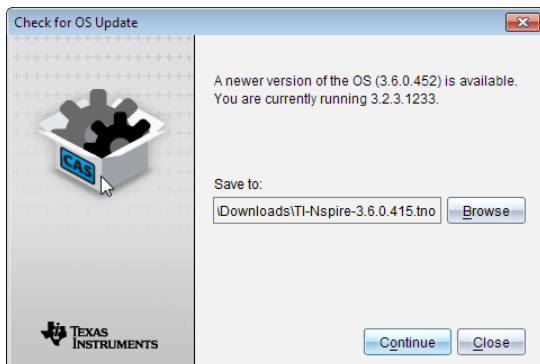 Check for OS Update
A newer version of the OS (3.6.0.452) is available.
You are currently running 3.2.3.1233.
CAS
Save to:
\Downloads\TI-Nspire-3.6.0.415.tno
Browse
TEXAS
INSTRUMENTS
Continue
Close